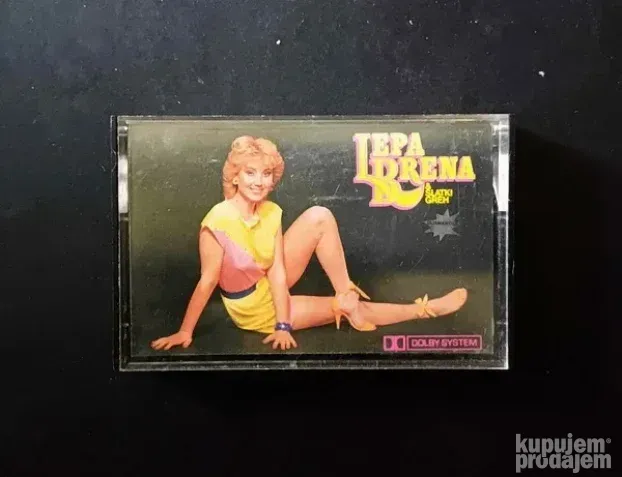 LEPA
BRENA
& SLATKI
GREH
DOLBY SYSTEM
kupujem
prodajem